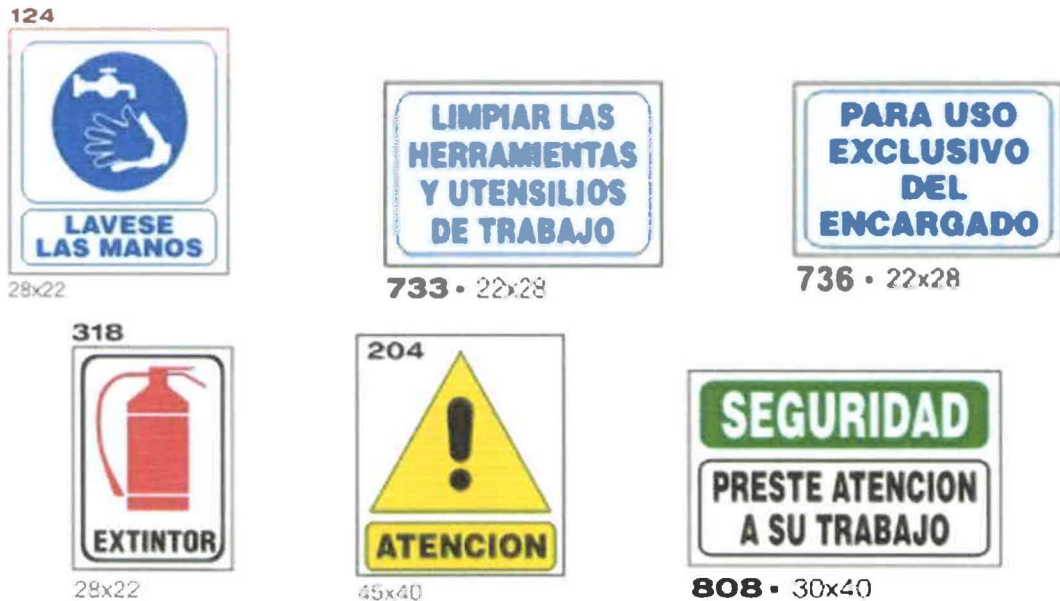 124
LAVESE
LAS MANOS
28x22
LIMPIAR LAS
HERRAMIENTAS
Y UTENSILIOS
DE TRABAJO
733 • 22x28
PARA USO
EXCLUSIVO
DEL
ENCARGADO
736 • 22x28
318
EXTINTOR
28x22
204
ATENCION
45x40
SEGURIDAD
PRESTE ATENCION
A SU TRABAJO
808 • 30x40